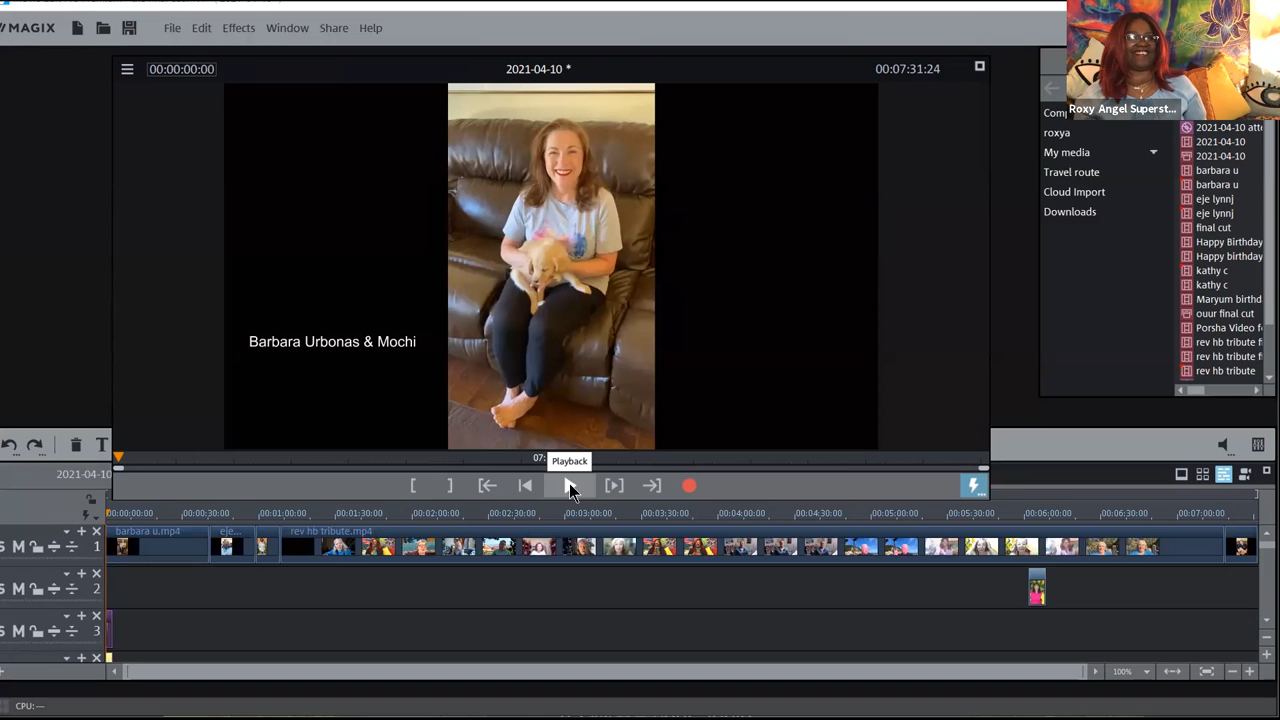 MAGIX
File
Edit
Effects
Window
Share
Help
00:00:00:00
2021-04-10 *
00:07:31:24
Roxy Angel Superst...
roxya
My media
Travel route
Cloud Import
Downloads
2021-04-10
2021-04-10
barbara u
barbara u
eje lynnj
eje lynnj
final cut
Happy Birthday
Happy birthday
kathy c
kathy c
Maryum birthd
ouur final cut
Porsha Video f
rev hb tribute fi
rev hb tribute fi
rev hb tribute
Barbara Urbonas & Mochi
07:
Playback
2021-04-10
00:00:00:00
00:00:30:00
00:01:00:00
00:01:30:00
00:02:00:00
00:02:30:00
00:03:00:00
00:03:30:00
00:04:00:00
00:04:30:00
00:05:00:00
00:05:30:00
00:06:00:00
00:06:30:00
00:07:00:00
barbara u.mp4
eje...
rev hb tribute.mp4
S M 1
S M 2
S M 3
100%
CPU: ---